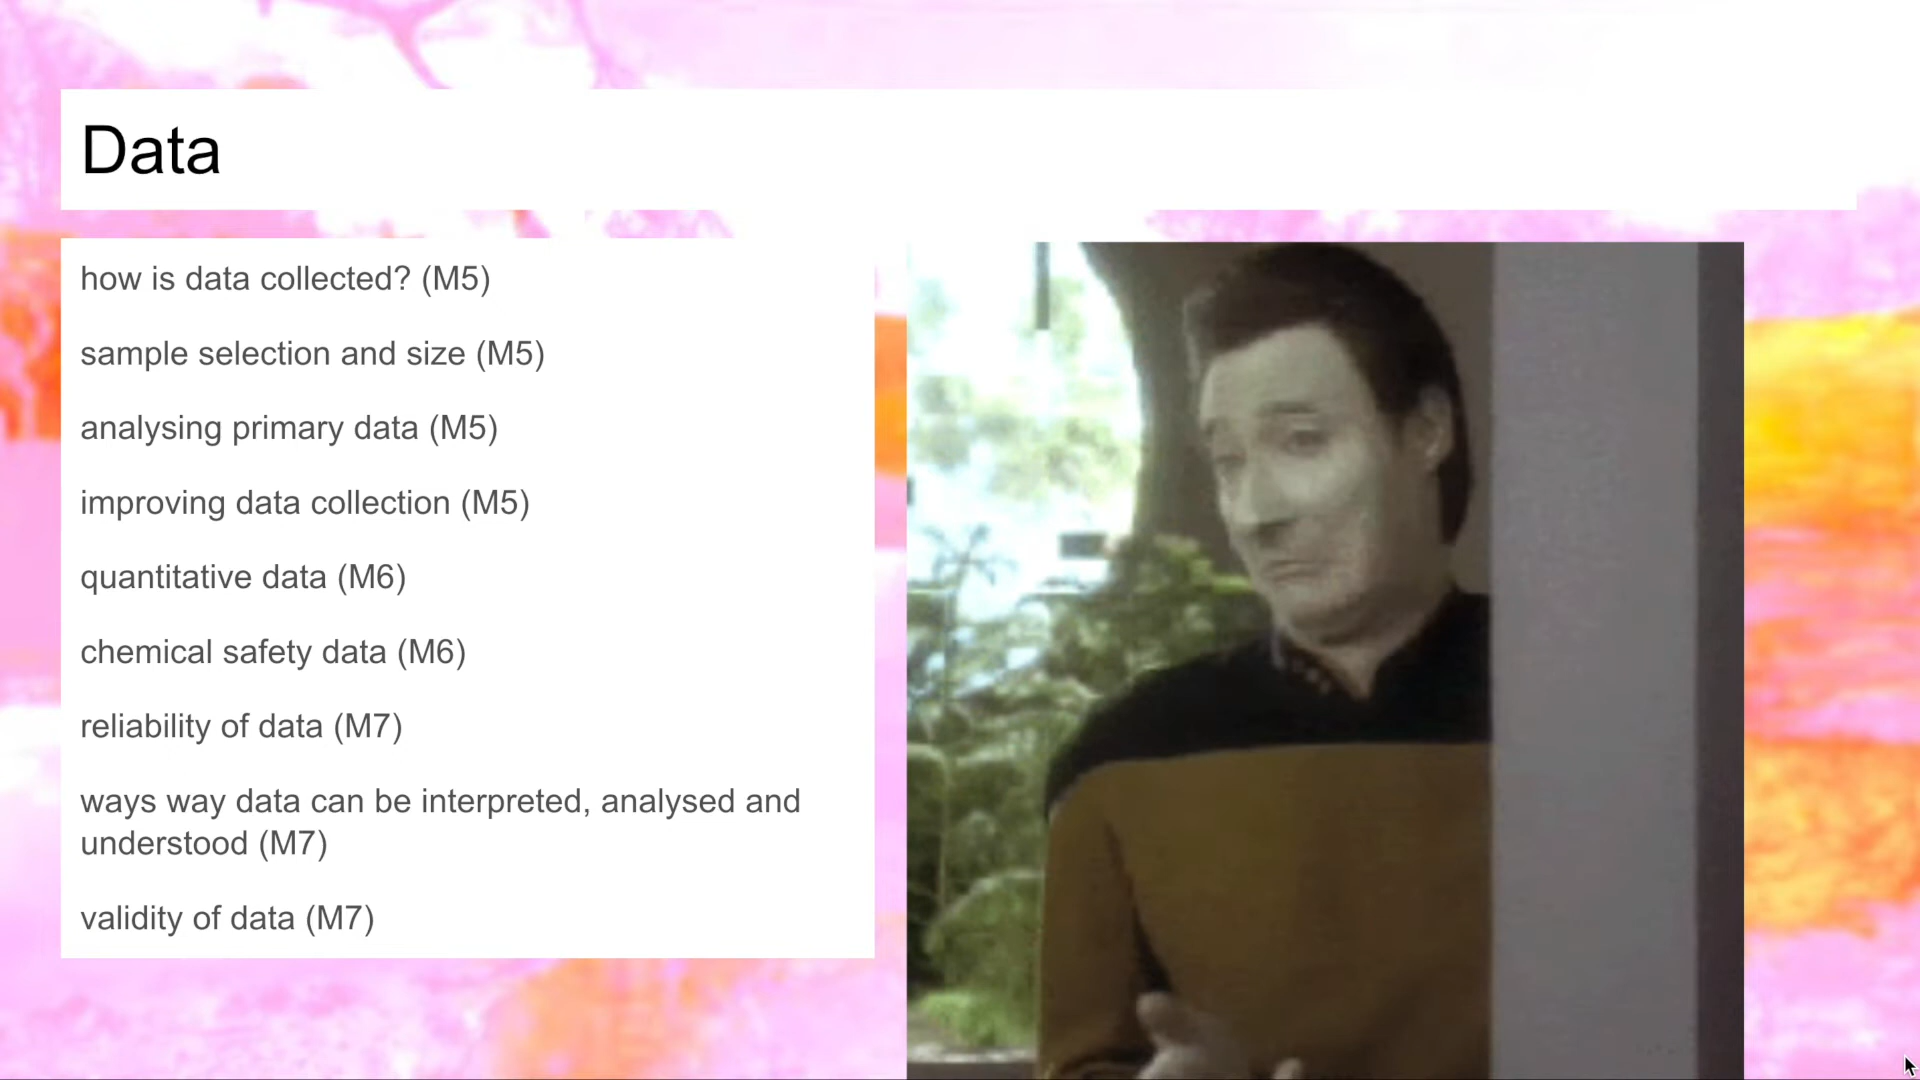 Data
how is data collected? (M5)
sample selection and size (M5)
analysing primary data (M5)
improving data collection (M5)
quantitative data (M6)
chemical safety data (M6)
reliability of data (M7)
ways way data can be interpreted, analysed and
understood (M7)
validity of data (M7)